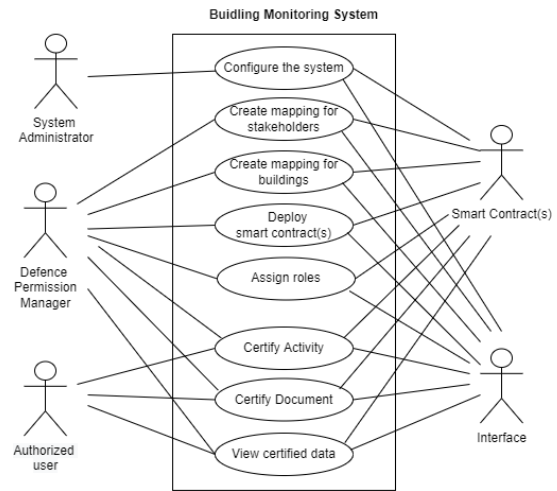 Buidling Monitoring System
Configure the system
System
Administrator
Create mapping for
stakeholders
Create mapping for
buildings
Smart Contract(s)
Deploy
smart contract(s)
Defence
Permission
Manager
Assign roles
Certify Activity
Certify Document
Interface
Authorized
user
View certified data